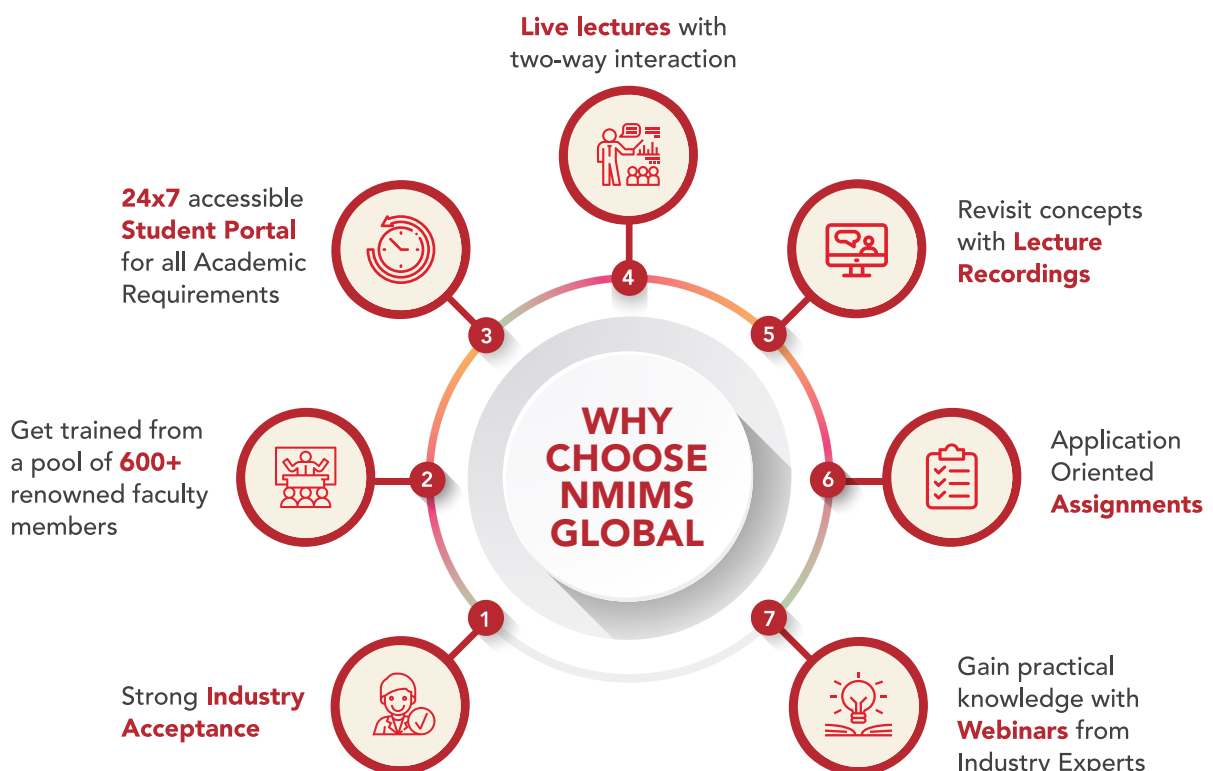 Live lectures with
two-way interaction
4
24x7 accessible
Student Portal
for all Academic
Requirements
3
Revisit concepts
with Lecture
Recordings
5
Get trained from
a pool of 600+
renowned faculty
members
2
WHY
CHOOSE
NMIMS
GLOBAL
6
Application
Oriented
Assignments
1
Strong Industry
Acceptance
7
Gain practical
knowledge with
Webinars from
Industry Experts